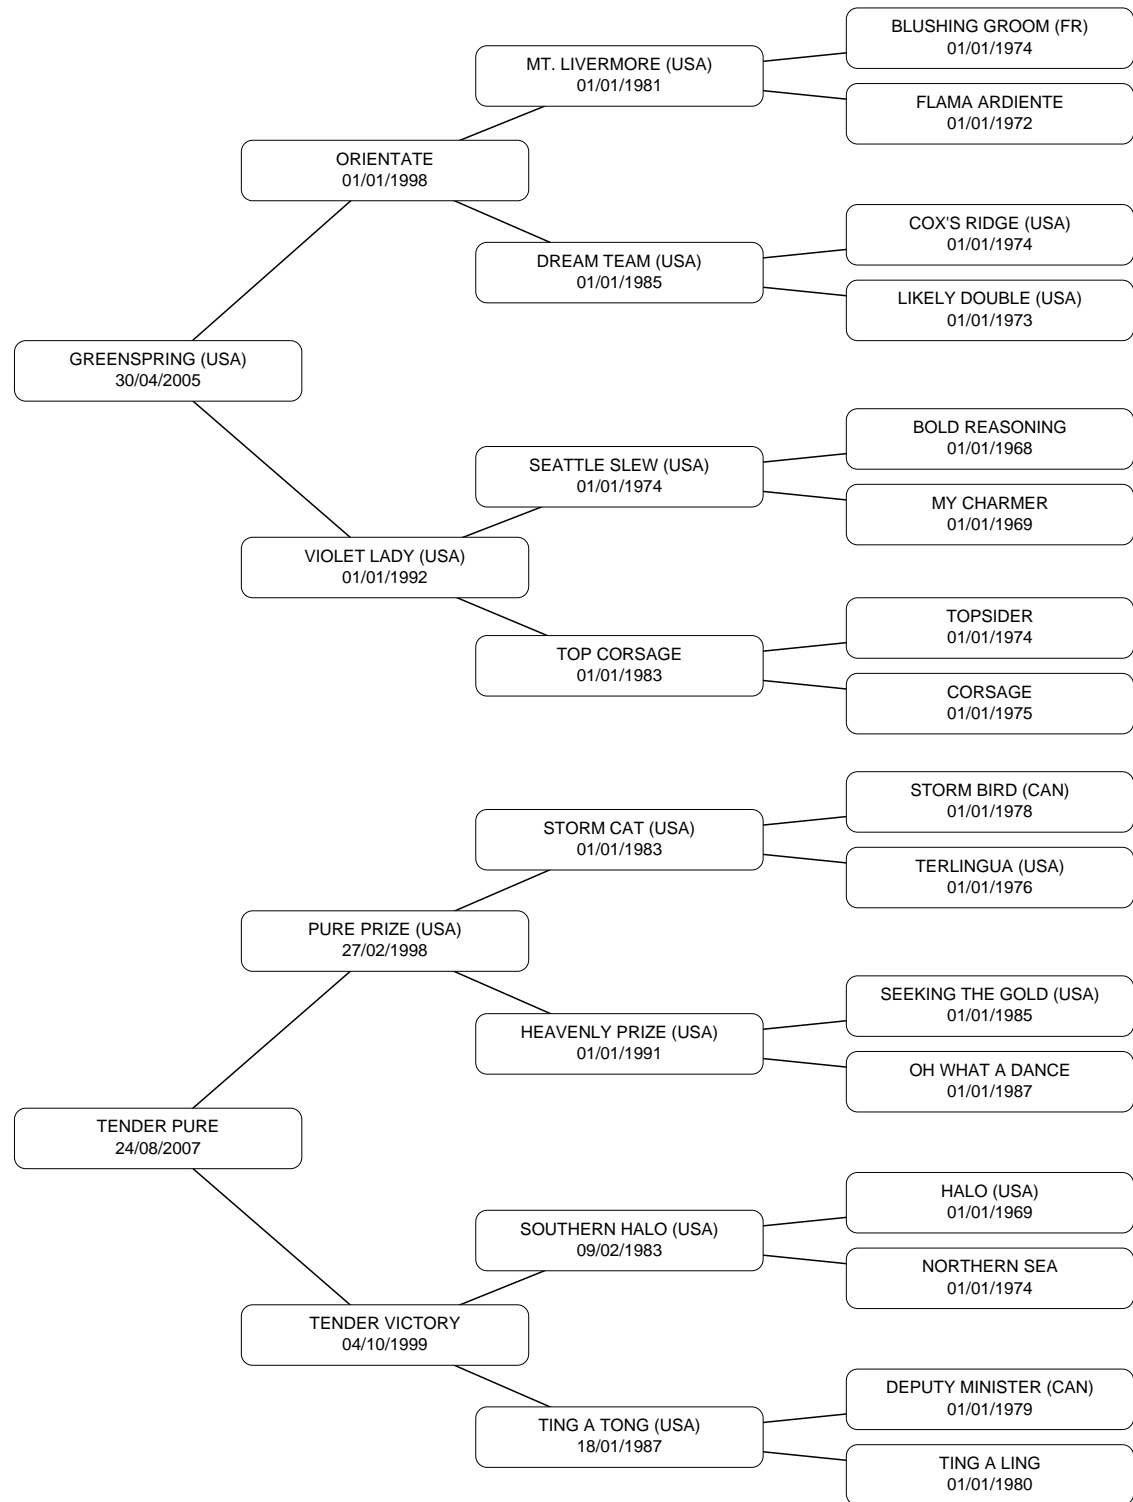 BLUSHING GROOM (FR)
01/01/1974
MT. LIVERMORE (USA)
01/01/1981
FLAMA ARDIENTE
01/01/1972
ORIENTATE
01/01/1998
COX'S RIDGE (USA)
01/01/1974
DREAM TEAM (USA)
01/01/1985
LIKELY DOUBLE (USA)
01/01/1973
GREENSPRING (USA)
30/04/2005
BOLD REASONING
01/01/1968
SEATTLE SLEW (USA)
01/01/1974
MY CHARMER
01/01/1969
VIOLET LADY (USA)
01/01/1992
TOPSIDER
01/01/1974
TOP CORSAGE
01/01/1983
CORSAGE
01/01/1975
STORM BIRD (CAN)
01/01/1978
STORM CAT (USA)
01/01/1983
TERLINGUA (USA)
01/01/1976
PURE PRIZE (USA)
27/02/1998
SEEKING THE GOLD (USA)
01/01/1985
HEAVENLY PRIZE (USA)
01/01/1991
OH WHAT A DANCE
01/01/1987
TENDER PURE
24/08/2007
HALO (USA)
01/01/1969
SOUTHERN HALO (USA)
09/02/1983
NORTHERN SEA
01/01/1974
TENDER VICTORY
04/10/1999
DEPUTY MINISTER (CAN)
01/01/1979
TING A TONG (USA)
18/01/1987
TING A LING
01/01/1980